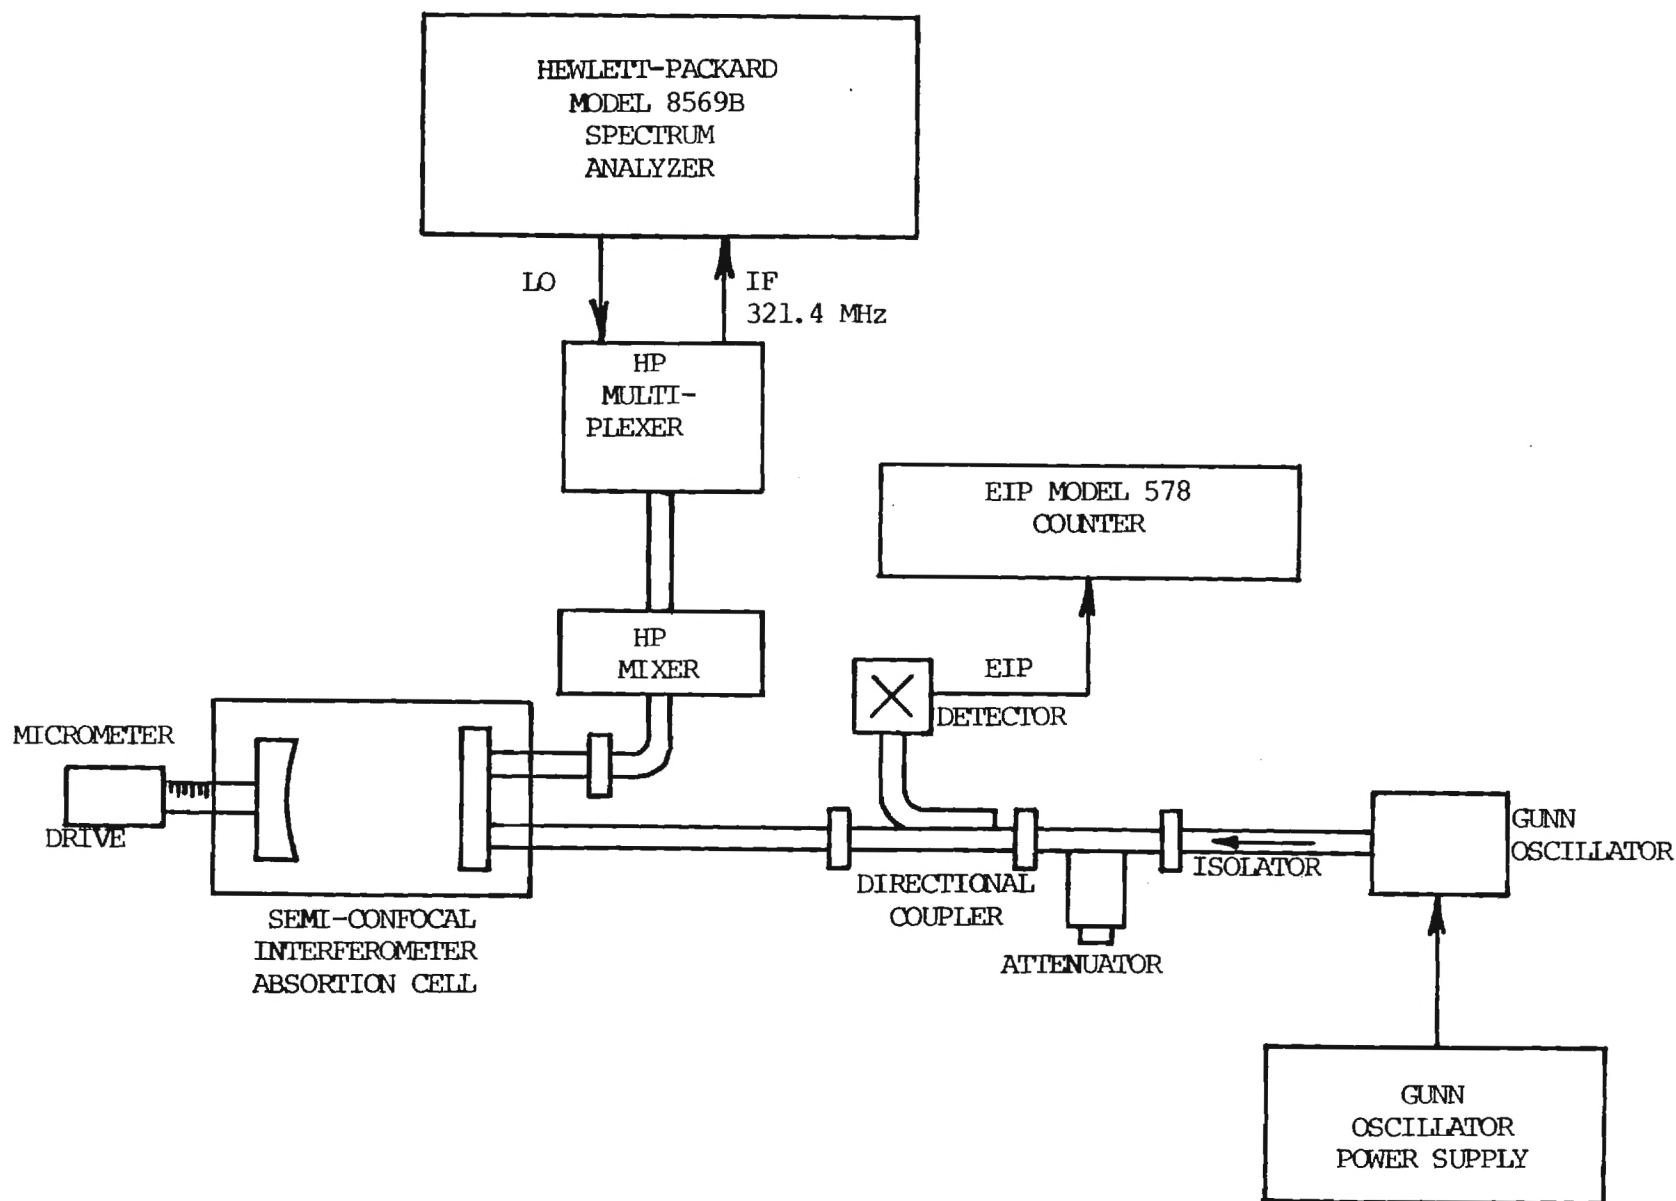 HEWLETT-PACKARD
MODEL 8569B
SPECTRUM
ANALYZER
LO
IF
321.4 MHz
HP
MULTI-
PLEXER
EIP MODEL 578
COUNTER
HP
MIXER
EIP
DETECTOR
MICROMETER
DRIVE
GUNN
OSCILLATOR
ISOLATOR
DIRECTIONAL
COUPLER
ATTENUATOR
SEMI-CONFOCAL
INTERFEROMETER
ABSORTION CELL
GUNN
OSCILLATOR
POWER SUPPLY